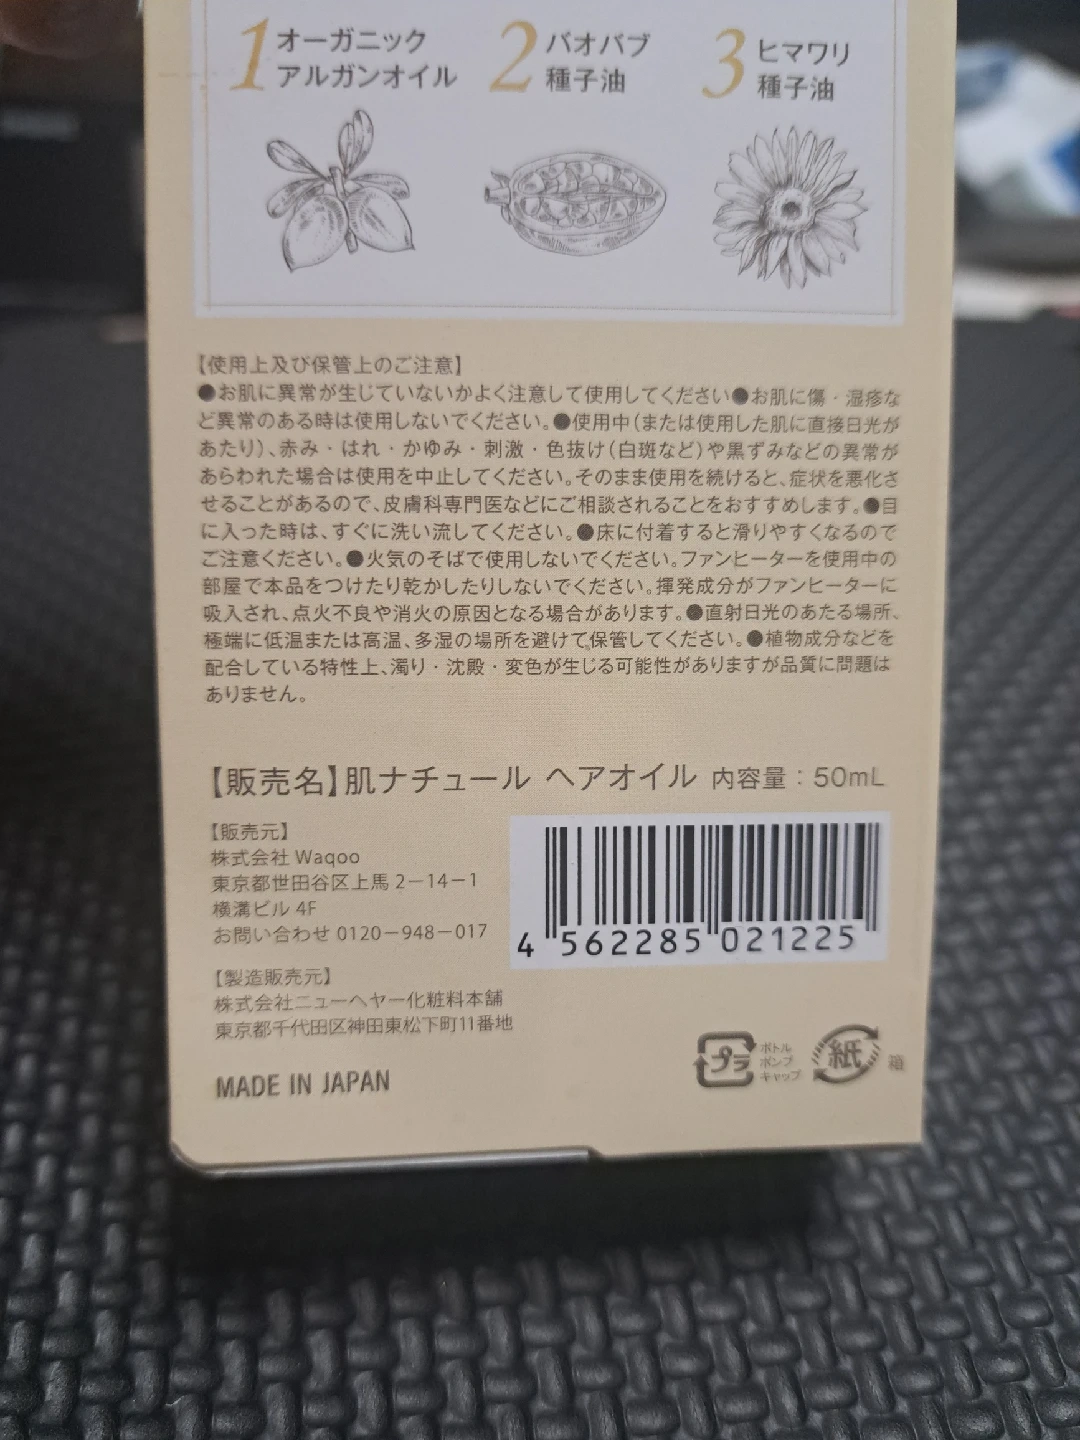 1 オーガニック アルガンオイル
2 バオバブ 種子油
3 ヒマワリ 種子油
【使用上及び保管上のご注意】
●お肌に異常が生じていないかよく注意して使用してください●お肌に傷・湿疹な
ど異常のある時は使用しないでください。●使用中(または使用した肌に直接日光が
あたり)、赤み・はれ・かゆみ・刺激・色抜け(白斑など)や黒ずみなどの異常が
あらわれた場合は使用を中止してください。そのまま使用を続けると、症状を悪化さ
せることがあるので、皮膚科専門医などにご相談されることをおすすめします。●目
に入った時は、すぐに洗い流してください。●床に付着すると滑りやすくなるので
ご注意ください。●火気のそばで使用しないでください。ファンヒーターを使用中の
部屋で本品をつけたり乾かしたりしないでください。揮発成分がファンヒーターに
吸入され、点火不良や消火の原因となる場合があります。●直射日光のあたる場所、
極端に低温または高温、多湿の場所を避けて保管してください。●植物成分などを
配合している特性上、濁り・沈殿・変色が生じる可能性がありますが品質に問題は
ありません。
【販売名】肌ナチュール ヘアオイル 内容量：50mL
【販売元】
株式会社 Waqoo
東京都世田谷区上馬 2－14－1
横溝ビル 4F
お問い合わせ 0120－948－017
4 562285 021225
【製造販売元】
株式会社ニューヘヤー化粧料本舗
東京都千代田区神田東松下町11番地
プラ ボトル ポンプ キャップ
紙 箱
MADE IN JAPAN